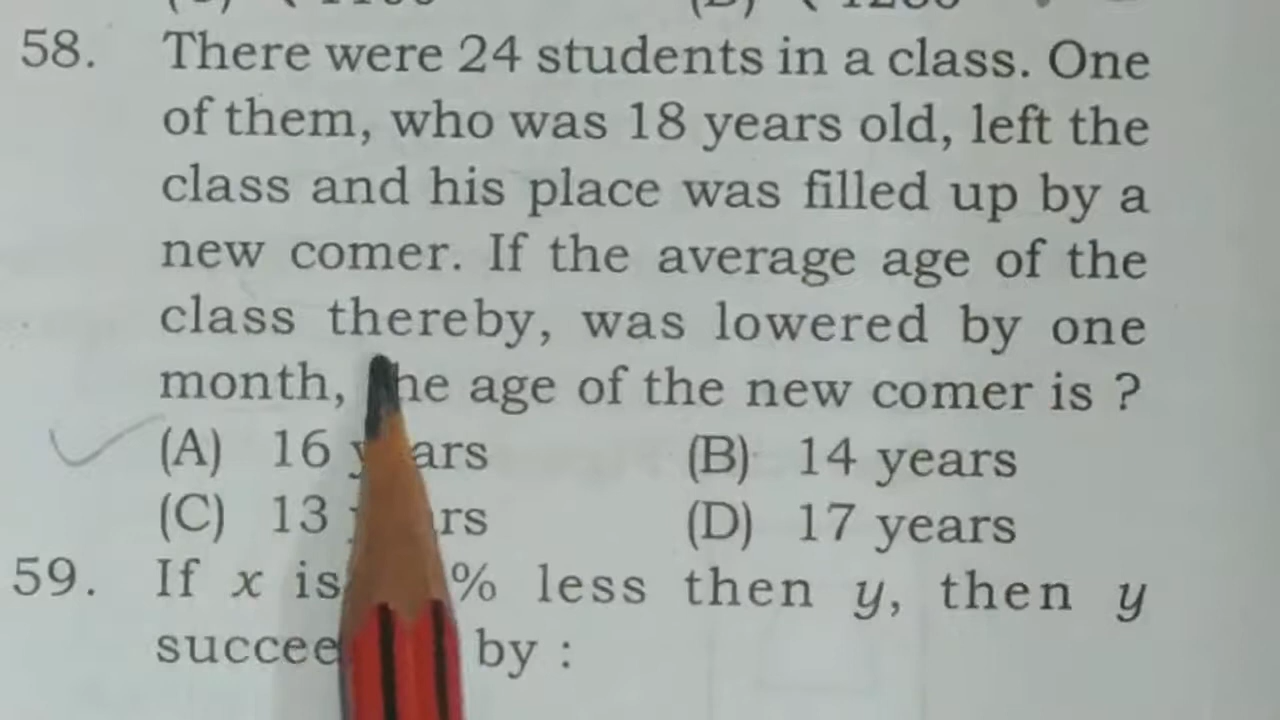 58. There were 24 students in a class. One
of them, who was 18 years old, left the
class and his place was filled up by a
new comer. If the average age of the
class thereby, was lowered by one
month, age of the new comer is ?
(A) 16 (B) 14 years
(C) 13 (D) 17 years
59. If x is % less then y, then y
by :